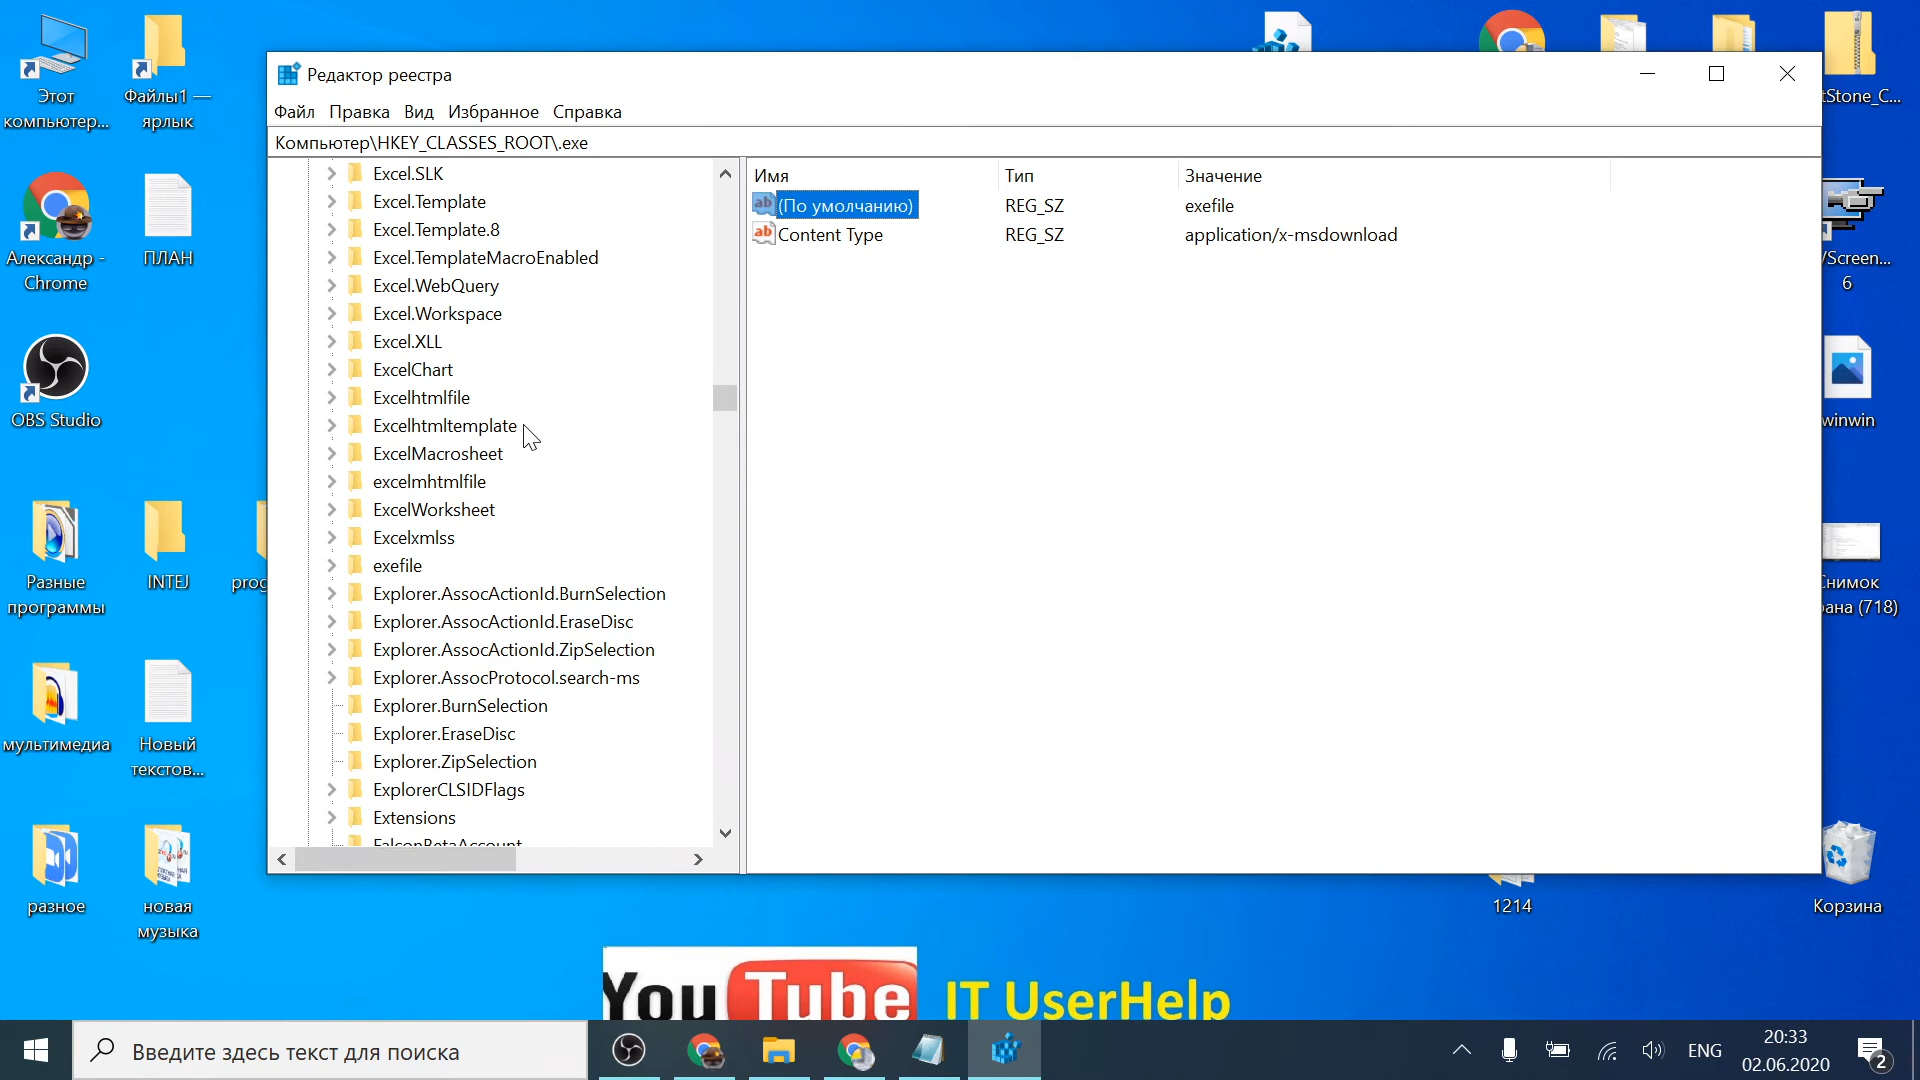 Этот
компьютер...
Файлы1 —
ярлык
Александр -
Chrome
ПЛАН
OBS Studio
Разные
программы
INTEJ
prog
мультимедиа
Новый
текстов...
разное
новая
музыка
Редактор реестра
Файл Правка Вид Избранное Справка
Компьютер\HKEY_CLASSES_ROOT\.exe
Excel.SLK
Excel.Template
Excel.Template.8
Excel.TemplateMacroEnabled
Excel.WebQuery
Excel.Workspace
Excel.XLL
ExcelChart
Excelhtmlfile
Excelhtmltemplate
ExcelMacrosheet
excelmhtmlfile
ExcelWorksheet
Excelxmlss
exefile
Explorer.AssocActionId.BurnSelection
Explorer.AssocActionId.EraseDisc
Explorer.AssocActionId.ZipSelection
Explorer.AssocProtocol.search-ms
Explorer.BurnSelection
Explorer.EraseDisc
Explorer.ZipSelection
ExplorerCLSIDFlags
Extensions
FalconBetaAccount
Имя Тип Значение
(По умолчанию) REG_SZ exefile
Content Type REG_SZ application/x-msdownload
tStone_C...
/Screen...
6
winwin
Снимок
рана (718)
1214
Корзина
YouTube
IT UserHelp
Введите здесь текст для поиска
ENG
20:33
02.06.2020
2